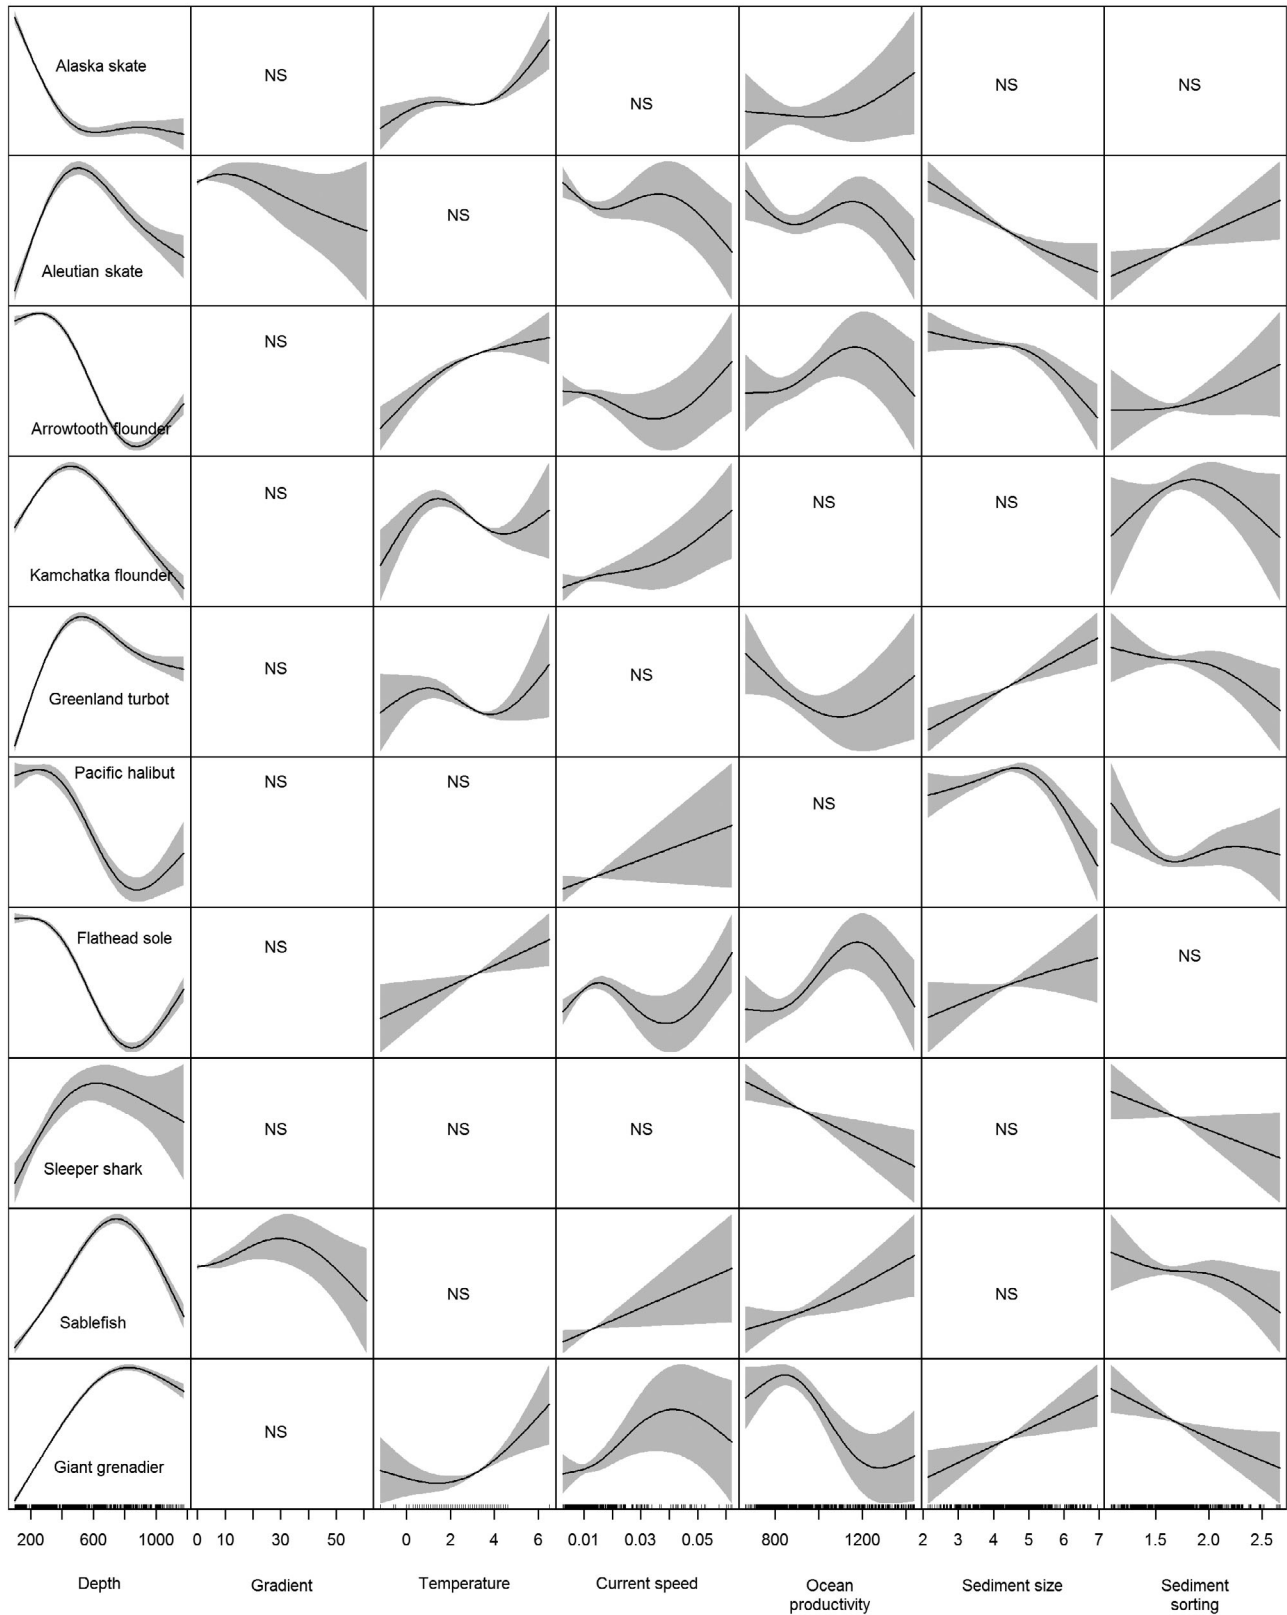 Alaska skate NS NS NS NS
Aleutian skate NS
Arrowtooth flounder NS
Kamchatka flounder NS NS NS
Greenland turbot NS NS
Pacific halibut NS NS NS
Flathead sole NS NS
Sleeper shark NS NS NS NS
Sablefish NS NS
Giant grenadier NS
200 600 1000 0 10 30 50 0 2 4 6 0.01 0.03 0.05 800 1200 2 3 4 5 6 7 1.5 2.0 2.5
Depth Gradient Temperature Current speed Ocean productivity Sediment size Sediment sorting